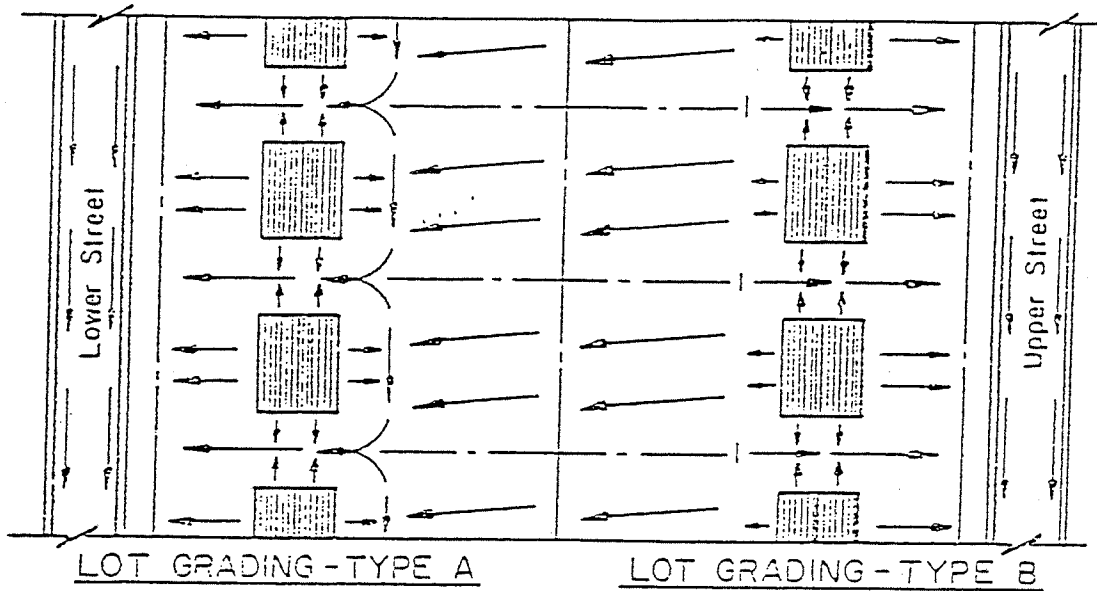 Lower Street
Upper Street
LOT GRADING - TYPE A
LOT GRADING - TYPE B